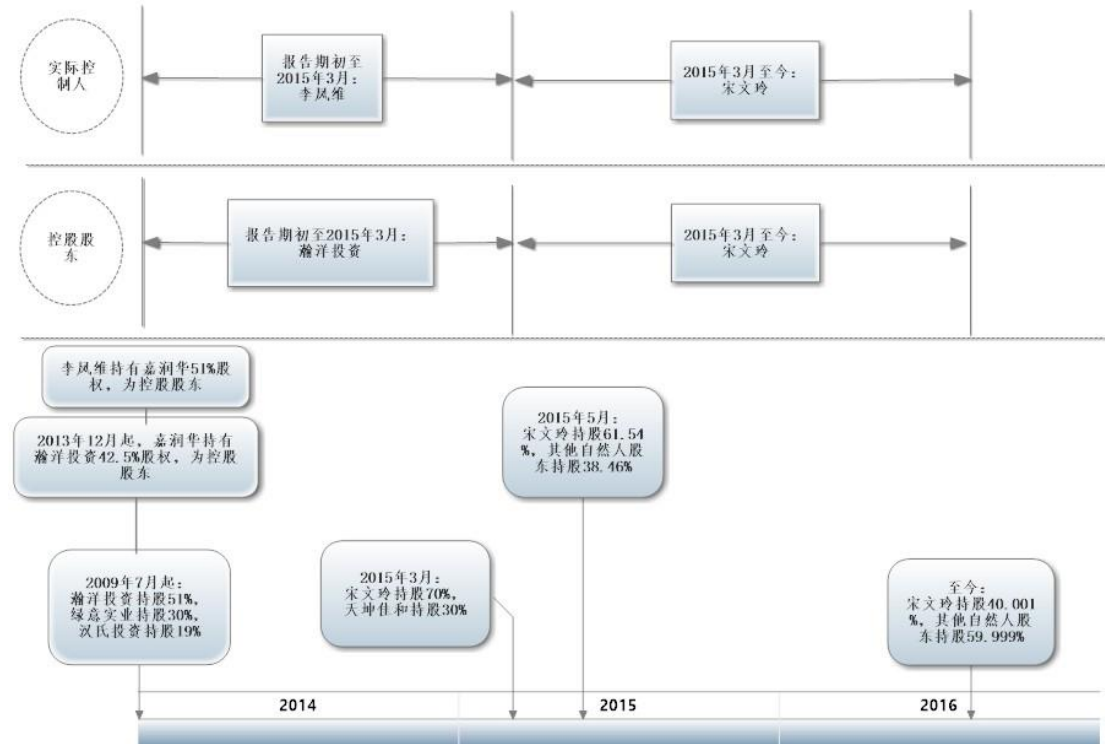 实际控
制人
报告期初至
2015年3月：
李凤维
2015年3月至今：
宋文玲
控股股
东
报告期初至2015年3月：
瀚洋投资
2015年3月至今：
宋文玲
李凤维持有嘉润华51%股
权，为控股股东
2013年12月起，嘉润华持有
瀚洋投资42.5%股权，为控股
股东
2009年7月起：
瀚洋投资持股51%，
绿意实业持股30%，
汉氏投资持股19%
2015年3月：
宋文玲持股70%，
天坤佳和持股30%
2015年5月：
宋文玲持股61.54
%，其他自然人股
东持股38.46%
至今：
宋文玲持股40.001
%，其他自然人股
东持股59.999%
2014
2015
2016